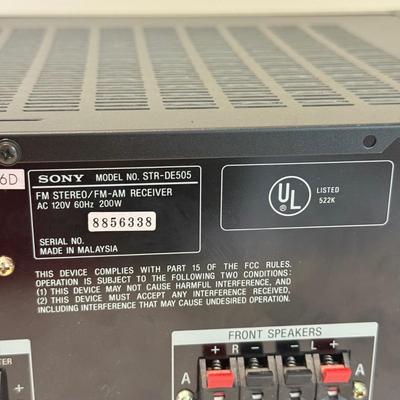 6D
SONY MODEL NO. STR-DE505
FM STEREO/FM-AM RECEIVER
AC 120V 60Hz 200W
8856338
SERIAL NO.
MADE IN MALAYSIA
UL
LISTED
522K
THIS DEVICE COMPLIES WITH PART 15 OF THE FCC RULES.
OPERATION IS SUBJECT TO THE FOLLOWING TWO CONDITIONS:
(1) THIS DEVICE MAY NOT CAUSE HARMFUL INTERFERENCE, AND
(2) THIS DEVICE MUST ACCEPT ANY INTERFERENCE RECEIVED,
INCLUDING INTERFERENCE THAT MAY CAUSE UNDESIRED OPERATION.
FRONT SPEAKERS
+ R − − L +
A
A
+